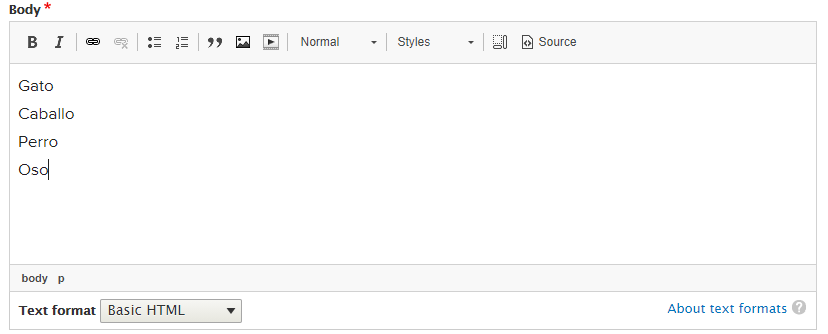 Body *
B I Normal Styles Source
Gato
Caballo
Perro
Oso
body p
Text format Basic HTML About text formats ?